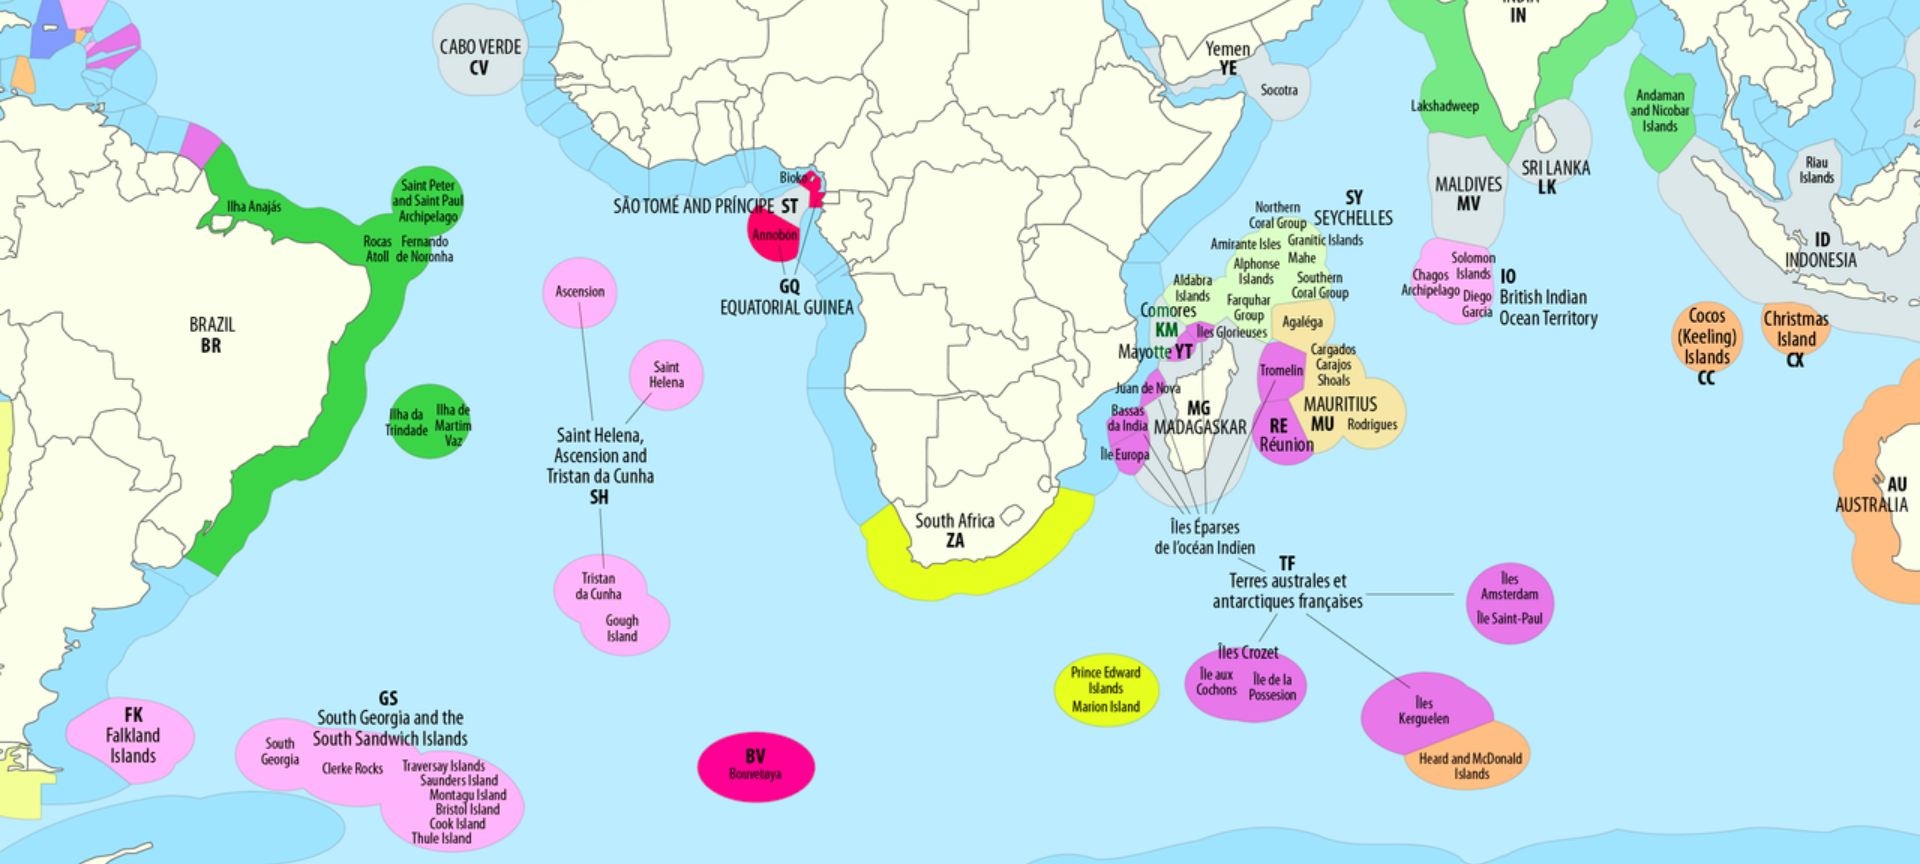 CABO VERDE
CV
Yemen
YE
Socotra
IN
Lakshadweep
Andaman
and Nicobar
Islands
SRI LANKA
LK
MALDIVES
MV
Riau
Islands
ID
INDONESIA
Saint Peter
and Saint Paul
Archipelago
Ilha Anajás
Rocas
Atoll
Fernando
de Noronha
BRAZIL
BR
Ilha da
Trindade
Ilha de
Martim
Vaz
Bioko
SÃO TOMÉ AND PRÍNCIPE ST
Annobón
GQ
EQUATORIAL GUINEA
Ascension
Saint
Helena
Saint Helena,
Ascension and
Tristan da Cunha
SH
Tristan
da Cunha
Gough
Island
SY
SEYCHELLES
Northern
Coral Group
Amirante Isles
Granitic Islands
Mahe
Alphonse
Islands
Southern
Coral Group
Aldabra
Islands
Farquhar
Group
Comores
KM
Îles Glorieuses
Agaléga
Mayotte YT
Cargados
Carajos
Shoals
Tromelin
Juan de Nova
Bassas
da India
MG
MADAGASKAR
MAURITIUS
MU
Rodrigues
RE
Réunion
Île Europa
Chagos
Archipelago
Solomon
Islands
Diego
Garcia
IO
British Indian
Ocean Territory
Cocos
(Keeling)
Islands
CC
Christmas
Island
CX
AU
AUSTRALIA
South Africa
ZA
Îles Éparses
de l'océan Indien
TF
Terres australes et
antarctiques françaises
Îles
Amsterdam
Île Saint-Paul
Îles Crozet
Île aux
Cochons
Île de la
Possesion
Prince Edward
Islands
Marion Island
Îles
Kerguelen
Heard and McDonald
Islands
FK
Falkland
Islands
GS
South Georgia and the
South Sandwich Islands
South
Georgia
Clerke Rocks
Traversay Islands
Saunders Island
Montagu Island
Bristol Island
Cook Island
Thule Island
BV
Bouvetøya